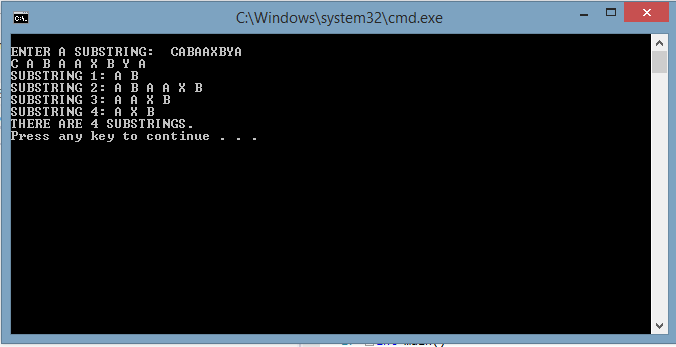 C:\Windows\system32\cmd.exe
ENTER A SUBSTRING:  CABAAXBYA
C A B A A X B Y A
SUBSTRING 1: A B
SUBSTRING 2: A B A A X B
SUBSTRING 3: A A X B
SUBSTRING 4: A X B
THERE ARE 4 SUBSTRINGS.
Press any key to continue . . .